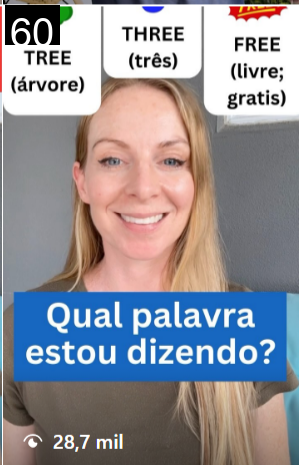 60
TREE
(árvore)
THREE
(três)
FREE
(livre;
gratis)
Qual palavra
estou dizendo?
28,7 mil